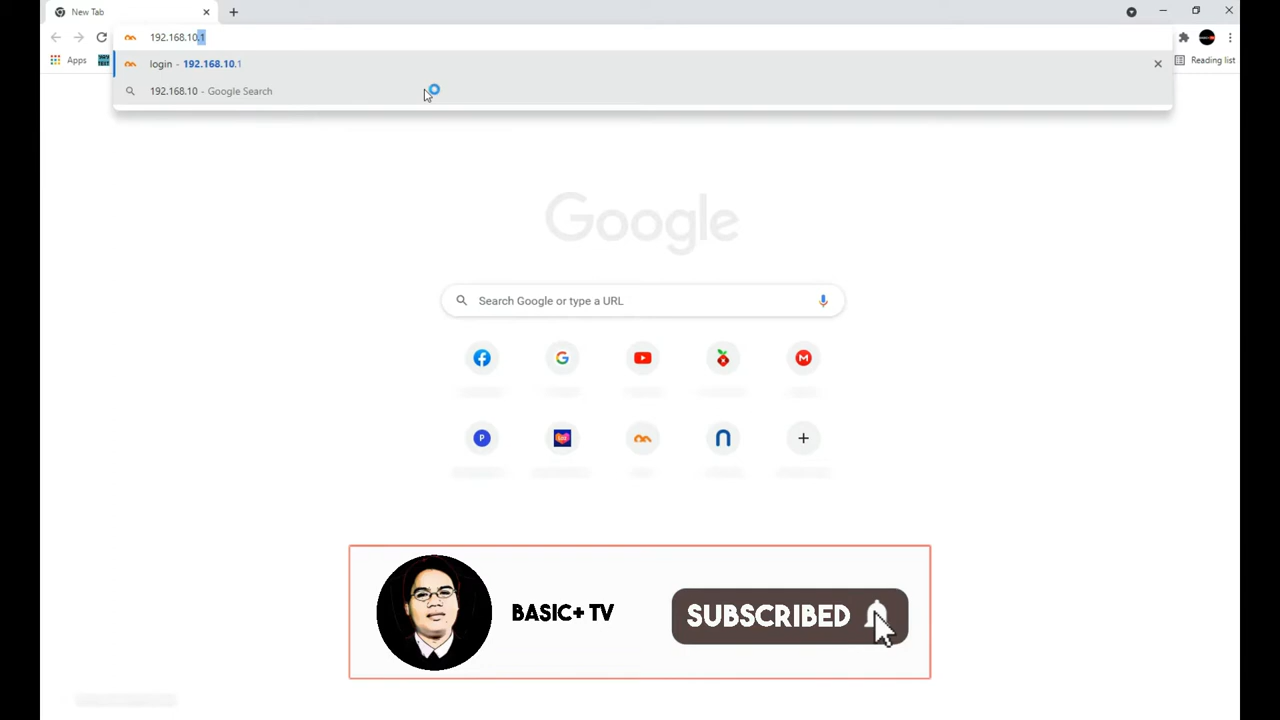 New Tab
192.168.10.1
Apps
login - 192.168.10.1
Reading list
192.168.10 - Google Search
Google
Search Google or type a URL
P
BASIC+ TV
SUBSCRIBED